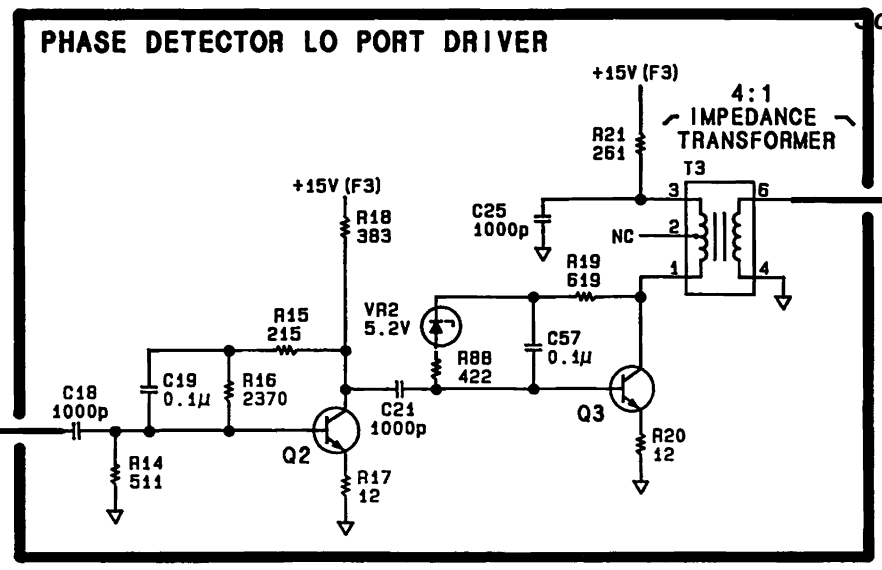 PHASE DETECTOR LO PORT DRIVER
+15V(F3)
4:1
IMPEDANCE
TRANSFORMER
R21
261
T3
+15V(F3)
3
6
R18
383
C25
1000p
NC
2
R19
619
1
4
VR2
5.2V
R15
215
C57
0.1μ
R88
422
C19
0.1μ
R16
2370
C18
1000p
C21
1000p
Q3
Q2
R20
12
R14
511
R17
12